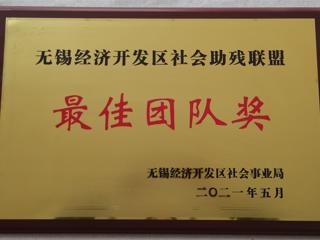 无锡经济开发区社会助残联盟
最佳团队奖
无锡经济开发区社会事业局
二〇二一年五月